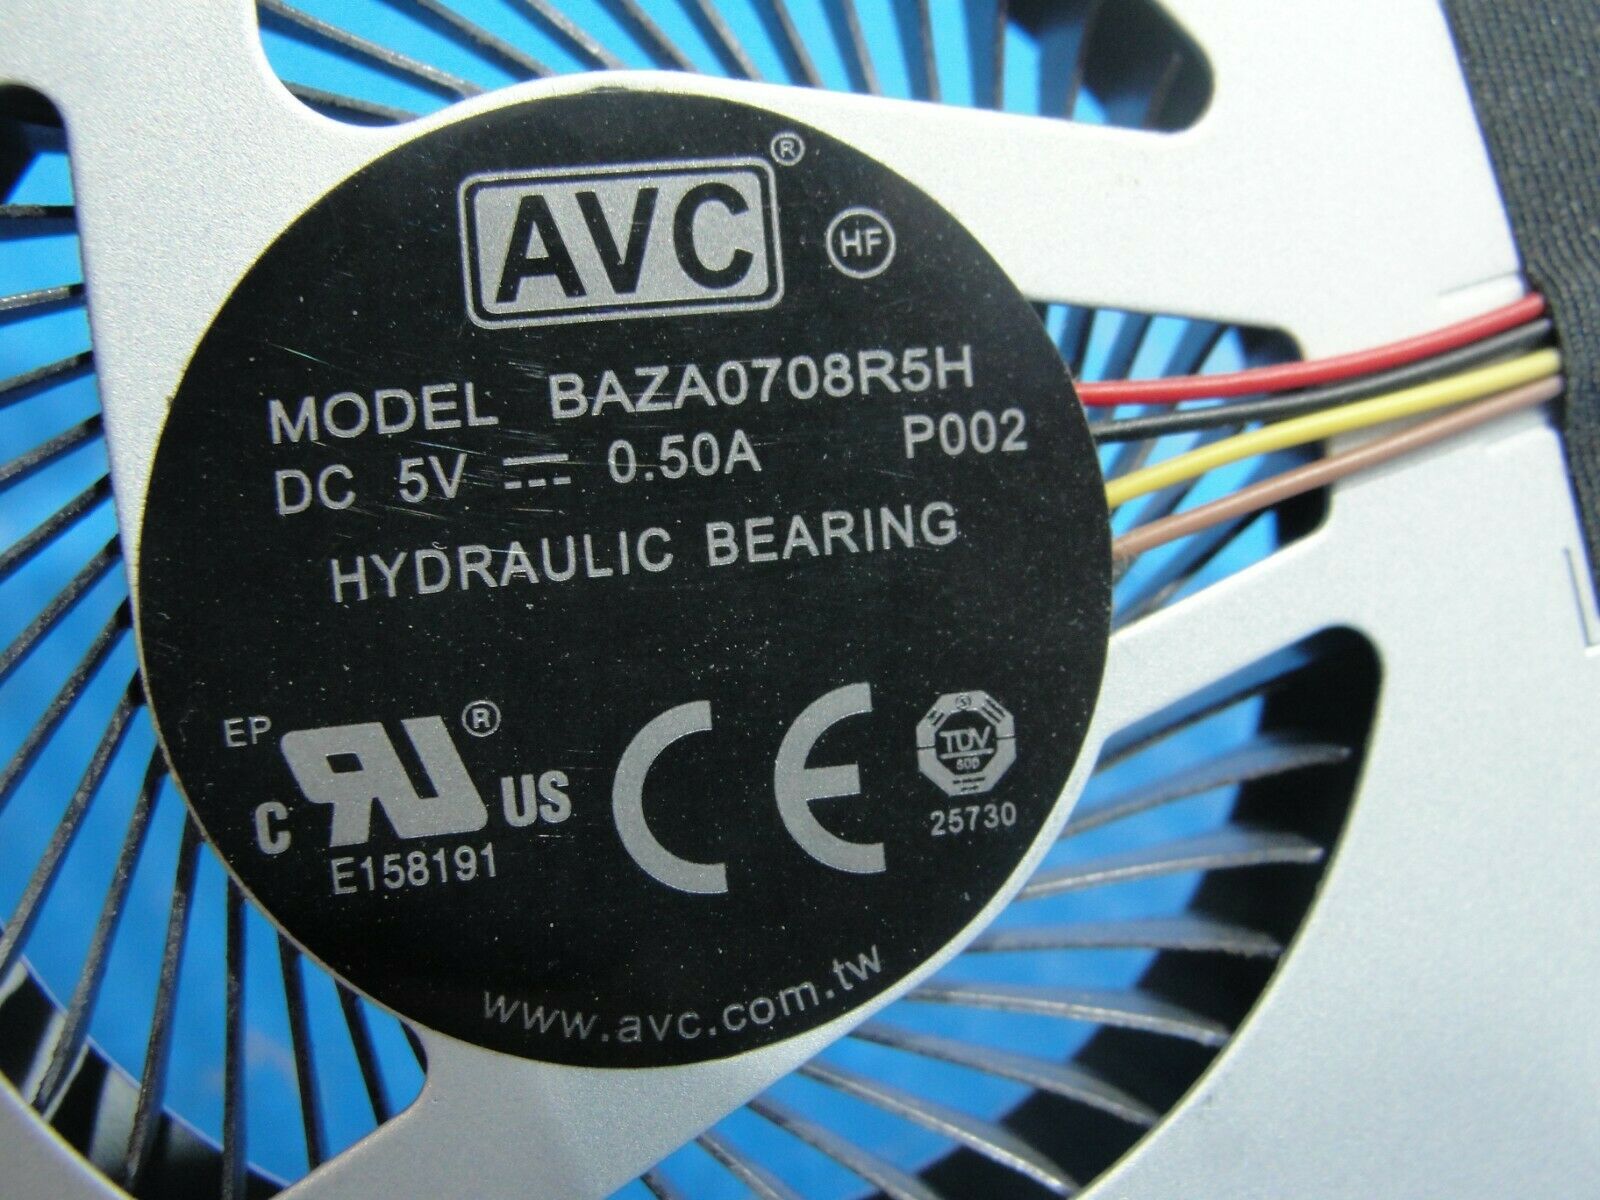 AVC ®
HF
MODEL BAZA0708R5H
DC 5V ⎓ 0.50A P002
HYDRAULIC BEARING
EP
®
C US
E158191
CE
TÜV
25730
www.avc.com.tw